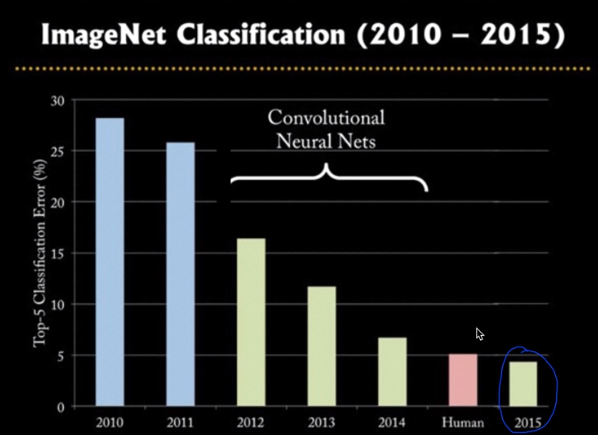 ImageNet Classification (2010 – 2015)
30
25
20
15
10
5
0
Top-5 Classification Error (%)
Convolutional
Neural Nets
2010 2011 2012 2013 2014 Human 2015